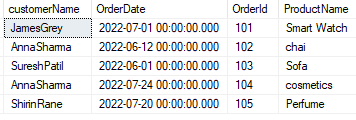 customerName OrderDate OrderId ProductName
JamesGrey 2022-07-01 00:00:00.000 101 Smart Watch
AnnaSharma 2022-06-12 00:00:00.000 102 chai
SureshPatil 2022-06-01 00:00:00.000 103 Sofa
AnnaSharma 2022-07-24 00:00:00.000 104 cosmetics
ShirinRane 2022-07-20 00:00:00.000 105 Perfume